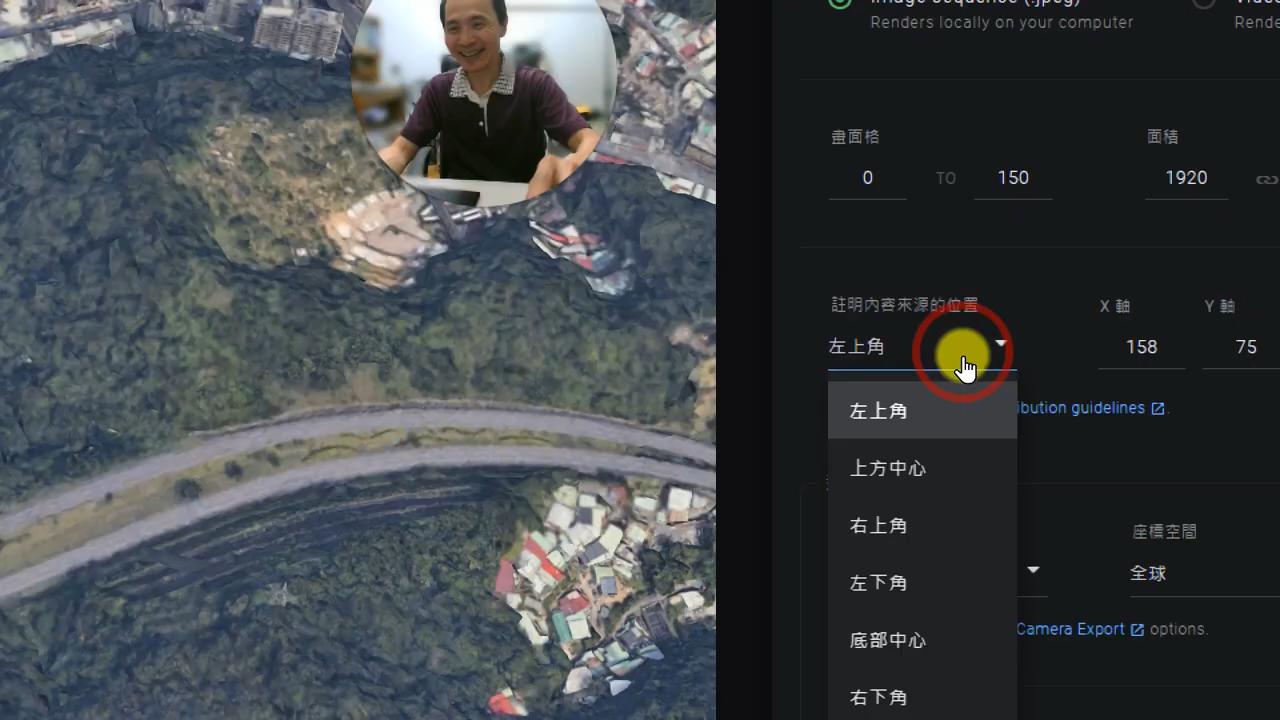 Image sequence (.jpeg)
Renders locally on your computer
畫面格
面積
0
TO
150
1920
註明內容來源的位置
X 軸
Y 軸
左上角
158
75
左上角
ibution guidelines
.
上方中心
右上角
座標空間
左下角
全球
Camera Export
options.
底部中心
右下角